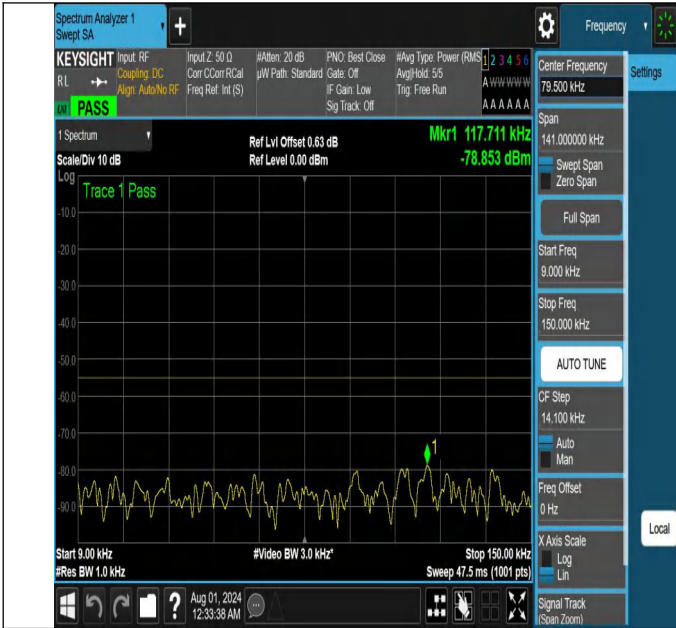 Spectrum Analyzer 1
Swept SA
+
Frequency
KEYSIGHT
RL
PASS
Input: RF
Coupling: DC
Align: Auto/No RF
Input Z: 50 Ω
Corr CCorr RCal
Freq Ref: Int (S)
#Atten: 20 dB
µW Path: Standard
PNO: Best Close
Gate: Off
IF Gain: Low
Sig Track: Off
#Avg Type: Power (RMS
Avg|Hold: 5/5
Trig: Free Run
1 2 3 4 5 6
A W W W W W
A A A A A A
1 Spectrum
Scale/Div 10 dB
Ref Lvl Offset 0.63 dB
Ref Level 0.00 dBm
Mkr1 117.711 kHz
-78.853 dBm
Log
Trace 1 Pass
-10.0
-20.0
-30.0
-40.0
-50.0
-60.0
-70.0
-80.0
-90.0
1
Start 9.00 kHz
#Res BW 1.0 kHz
#Video BW 3.0 kHz*
Stop 150.00 kHz
Sweep 47.5 ms (1001 pts)
Center Frequency
79.500 kHz
Span
141.000000 kHz
Swept Span
Zero Span
Full Span
Start Freq
9.000 kHz
Stop Freq
150.000 kHz
AUTO TUNE
CF Step
14.100 kHz
Auto
Man
Freq Offset
0 Hz
X Axis Scale
Log
Lin
Signal Track
(Span Zoom)
Settings
Local
?
Aug 01, 2024
12:33:38 AM